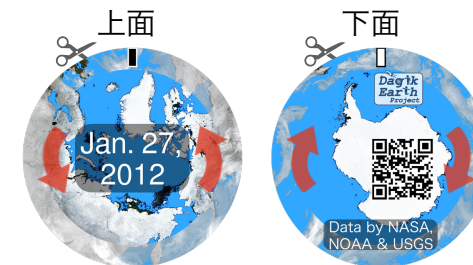 上面
下面
Jan. 27,
2012
Dagik
Earth
Project
Data by NASA,
NOAA & USGS